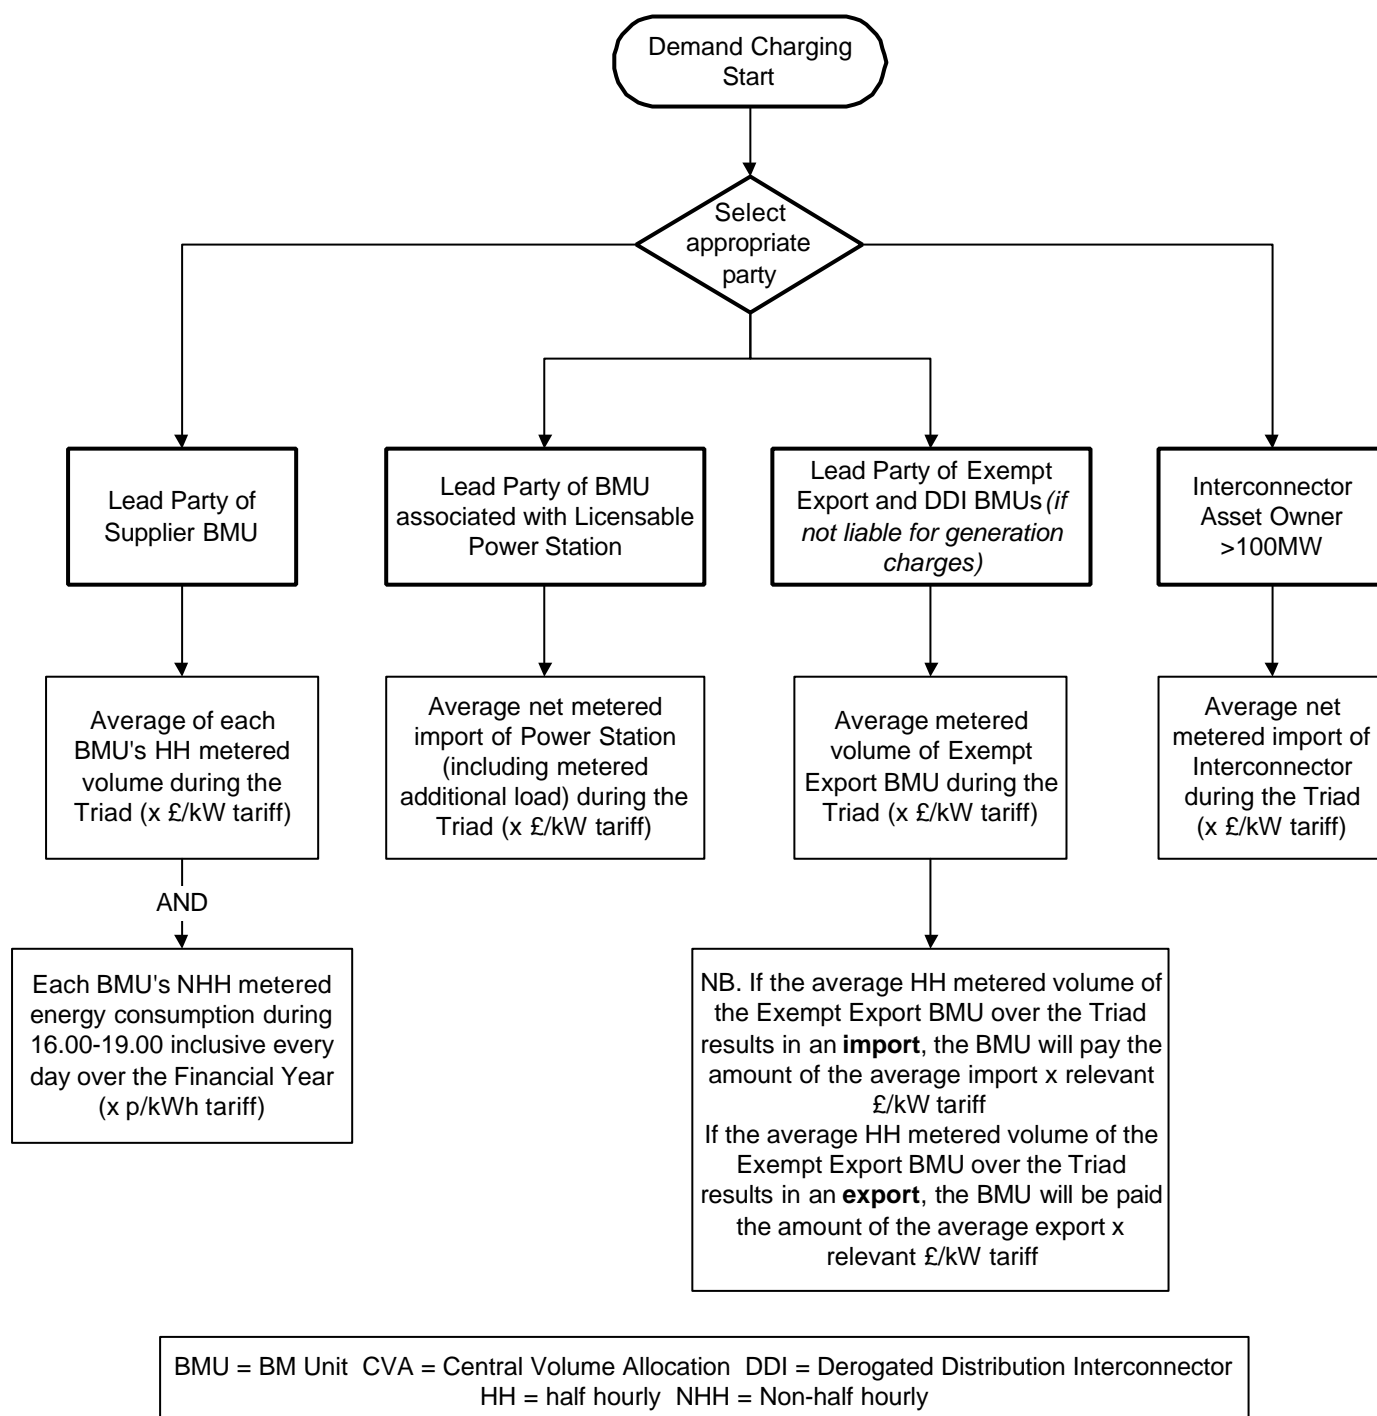 Demand Charging
Start
Select
appropriate
party
Lead Party of
Supplier BMU
Lead Party of BMU
associated with Licensable
Power Station
Lead Party of Exempt
Export and DDI BMUs (if
not liable for generation
charges)
Interconnector
Asset Owner
>100MW
Average of each
BMU's HH metered
volume during the
Triad (x £/kW tariff)
Average net metered
import of Power Station
(including metered
additional load) during the
Triad (x £/kW tariff)
Average metered
volume of Exempt
Export BMU during the
Triad (x £/kW tariff)
Average net
metered import of
Interconnector
during the Triad
(x £/kW tariff)
AND
Each BMU's NHH metered
energy consumption during
16.00-19.00 inclusive every
day over the Financial Year
(x p/kWh tariff)
NB. If the average HH metered volume of
the Exempt Export BMU over the Triad
results in an import, the BMU will pay the
amount of the average import x relevant
£/kW tariff
If the average HH metered volume of the
Exempt Export BMU over the Triad
results in an export, the BMU will be paid
the amount of the average export x
relevant £/kW tariff
BMU = BM Unit  CVA = Central Volume Allocation  DDI = Derogated Distribution Interconnector
HH = half hourly  NHH = Non-half hourly